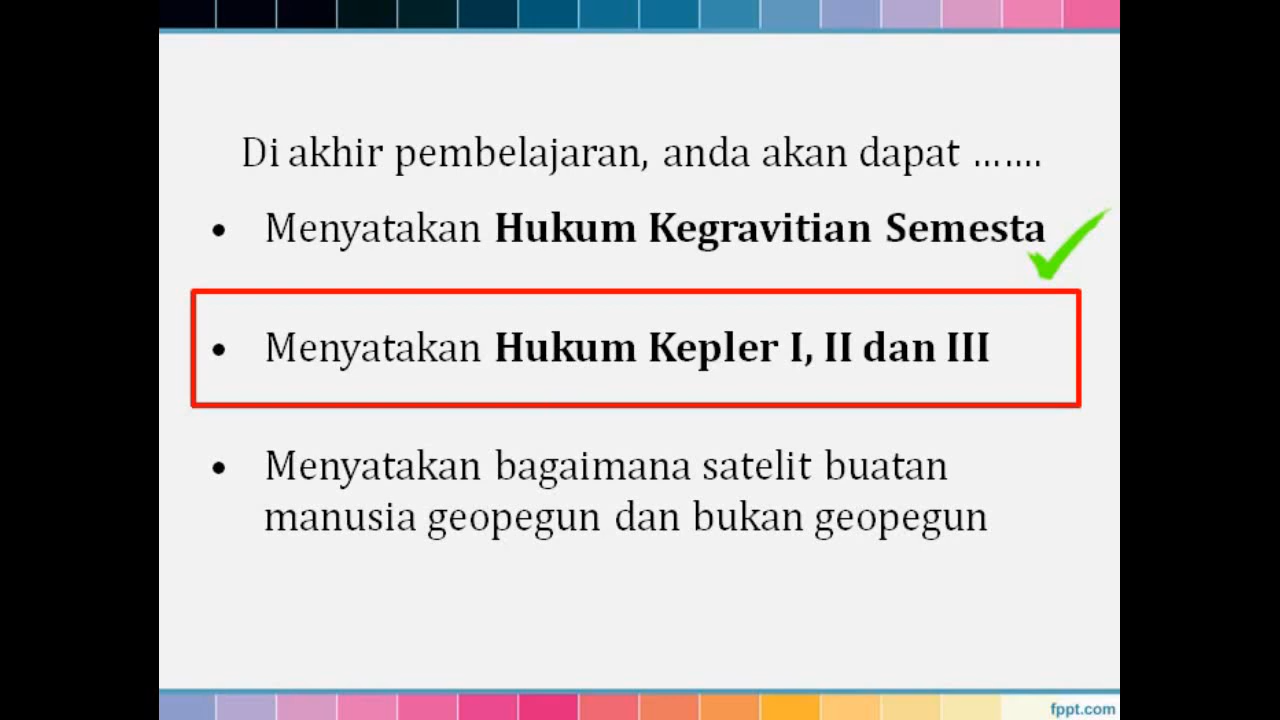 Di akhir pembelajaran, anda akan dapat .......
• Menyatakan Hukum Kegravitian Semesta
• Menyatakan Hukum Kepler I, II dan III
• Menyatakan bagaimana satelit buatan
manusia geopegun dan bukan geopegun
fppt.com